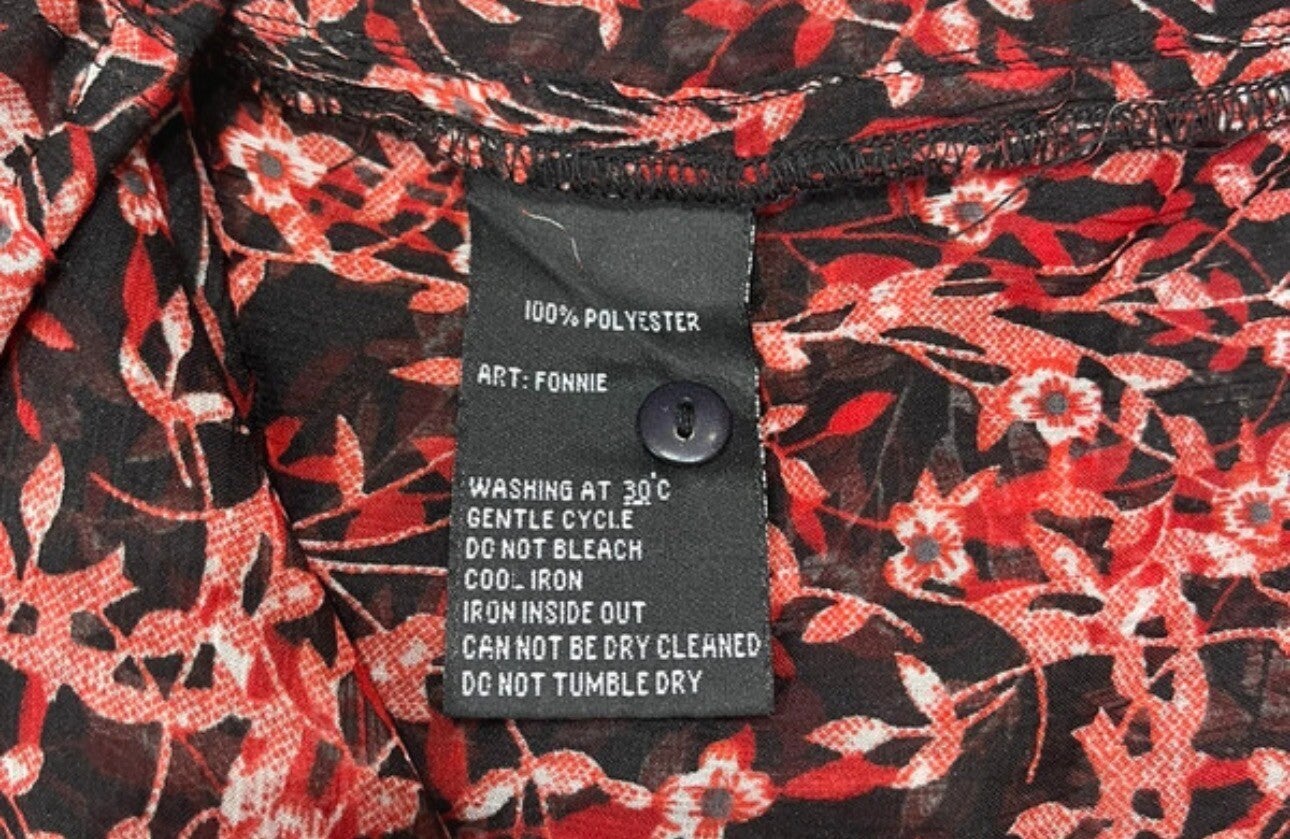 100% POLYESTER
ART: FONNIE
WASHING AT 30°C
GENTLE CYCLE
DO NOT BLEACH
COOL IRON
IRON INSIDE OUT
CAN NOT BE DRY CLEANED
DO NOT TUMBLE DRY